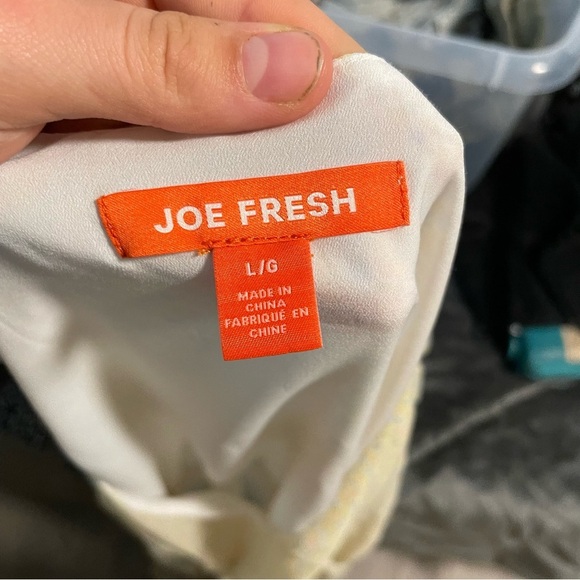 JOE FRESH
L/G
MADE IN
CHINA
FABRIQUÉ EN
CHINE